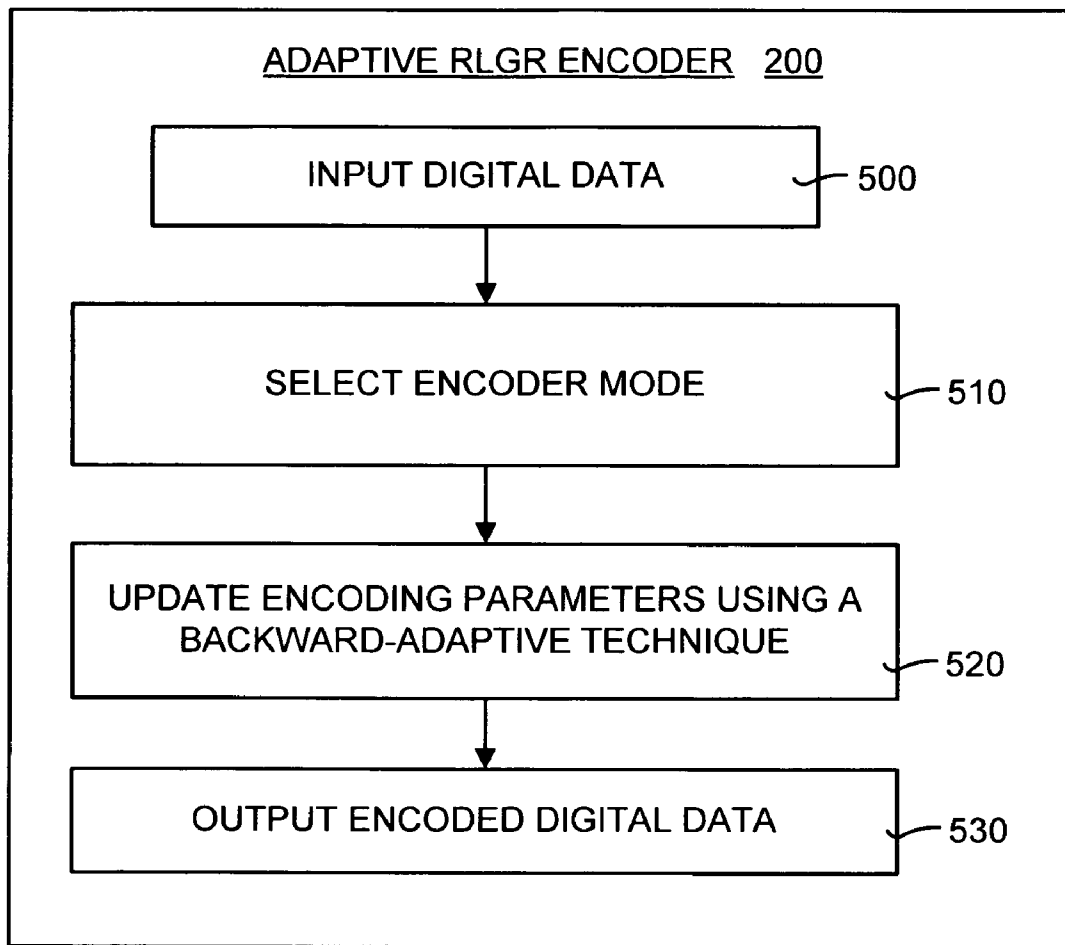 ADAPTIVE RLGR ENCODER 200
INPUT DIGITAL DATA
500
SELECT ENCODER MODE
510
UPDATE ENCODING PARAMETERS USING A
BACKWARD-ADAPTIVE TECHNIQUE
520
OUTPUT ENCODED DIGITAL DATA
530